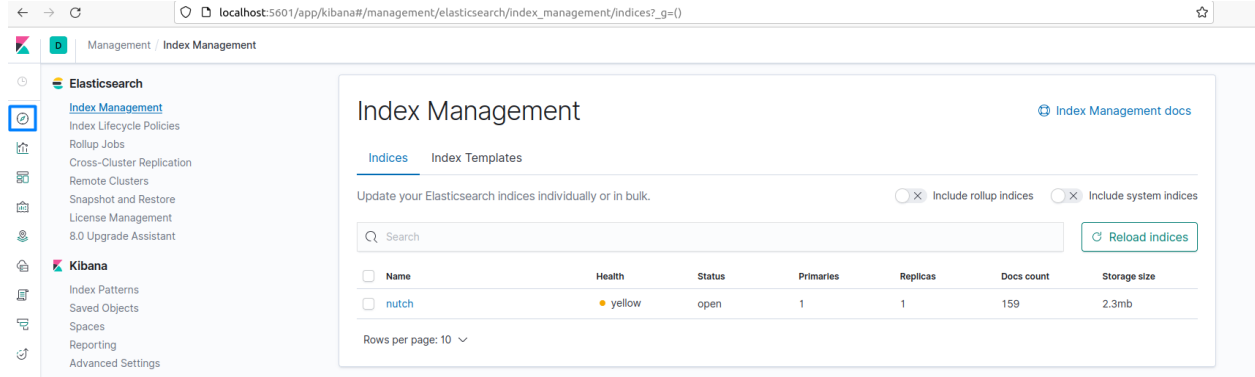 localhost:5601/app/kibana#/management/elasticsearch/index_management/indices?_g=()
D Management / Index Management
Elasticsearch
Index Management
Index Lifecycle Policies
Rollup Jobs
Cross-Cluster Replication
Remote Clusters
Snapshot and Restore
License Management
8.0 Upgrade Assistant
Kibana
Index Patterns
Saved Objects
Spaces
Reporting
Advanced Settings
Index Management
Index Management docs
Indices Index Templates
Update your Elasticsearch indices individually or in bulk.
Include rollup indices Include system indices
Search
Reload indices
Name Health Status Primaries Replicas Docs count Storage size
nutch yellow open 1 1 159 2.3mb
Rows per page: 10